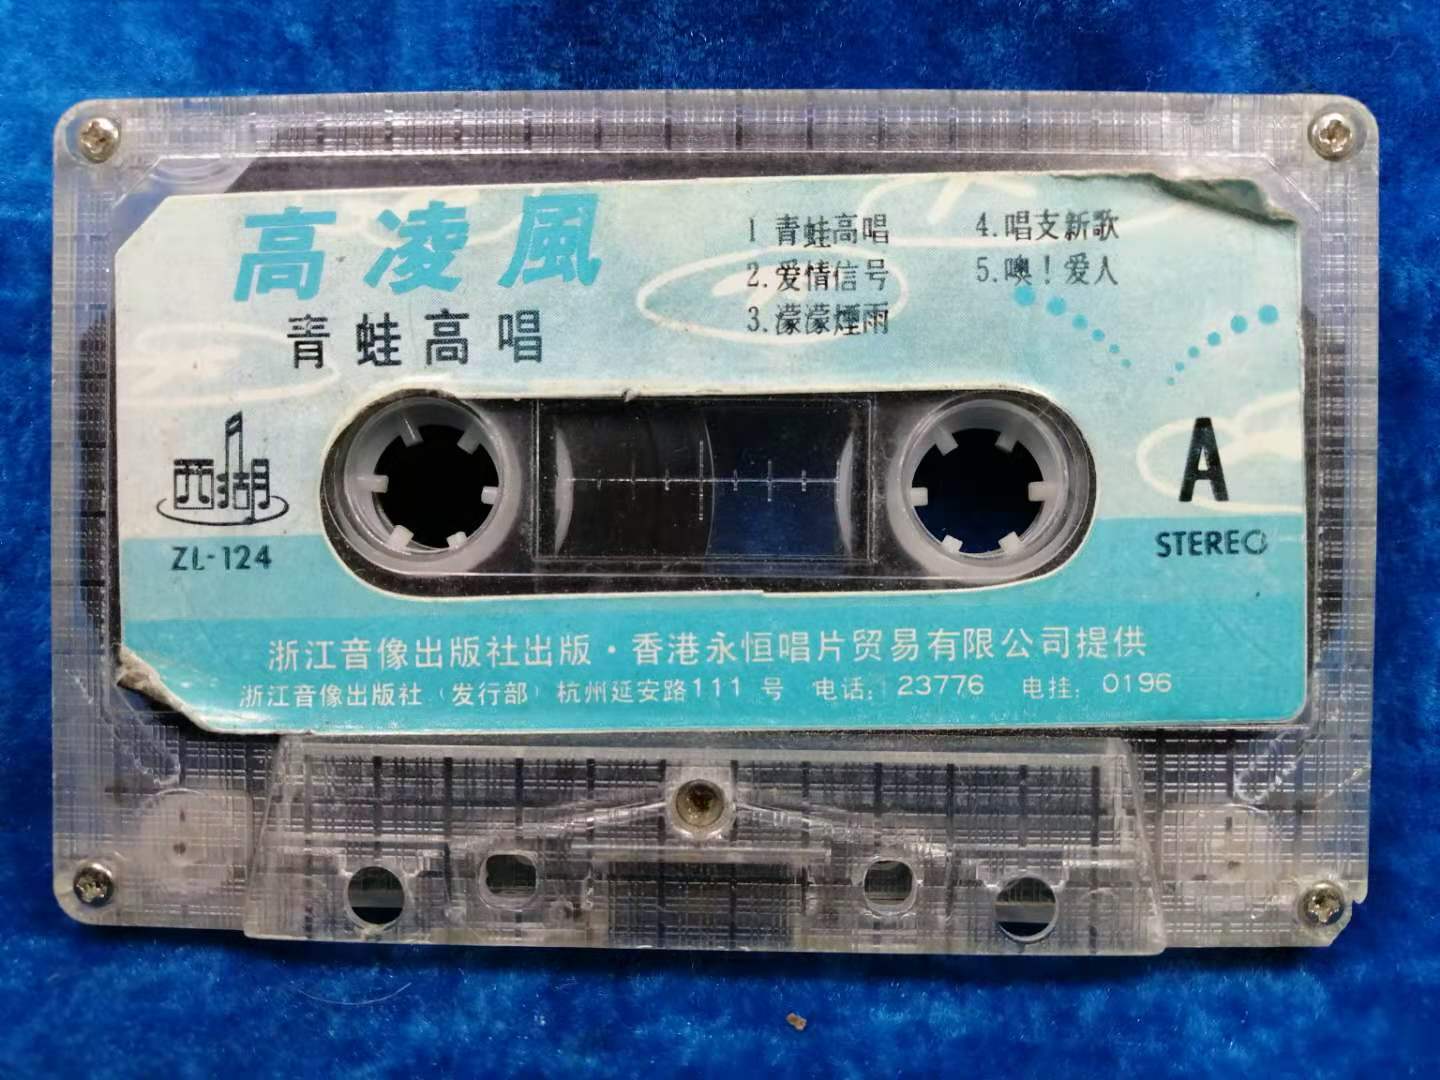 高凌風
青蛙高唱
1 青蛙高唱
2.爱情信号
3.濛濛煙雨
4.唱支新歌
5.噢！爱人
西湖
ZL-124
A
STEREO
浙江音像出版社出版·香港永恒唱片贸易有限公司提供
浙江音像出版社（发行部）杭州延安路111 号 电话：23776 电挂：0196